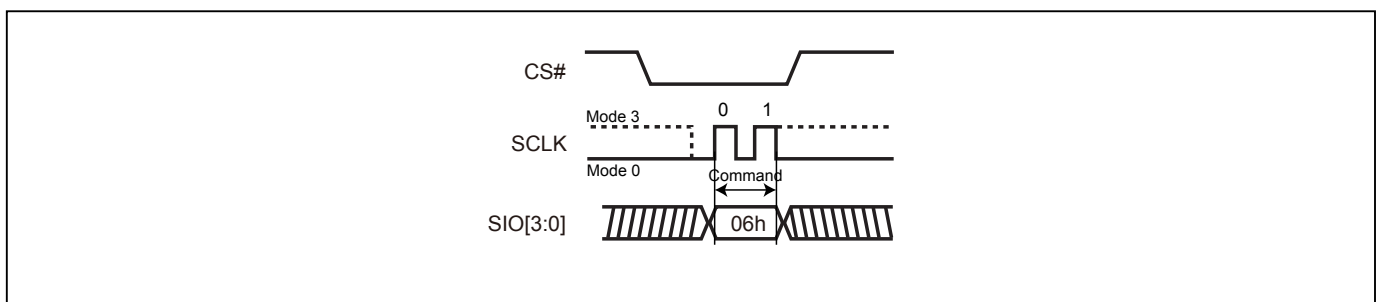 CS#
Mode 3
0 1
SCLK
Mode 0
Command
SIO[3:0]
06h